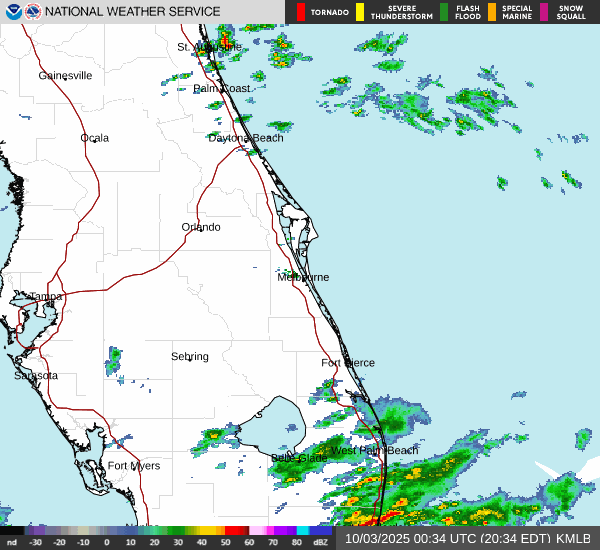 NATIONAL WEATHER SERVICE
TORNADO
SEVERE THUNDERSTORM
FLASH FLOOD
SPECIAL MARINE
SNOW SQUALL
St. Augustine
Gainesville
Palm Coast
Ocala
Daytona Beach
Orlando
Melbourne
Tampa
Sebring
Fort Pierce
Sarasota
West Palm Beach
Belle Glade
Fort Myers
nd -30 -20 -10 0 10 20 30 40 50 60 70 80 dBZ
10/03/2025 00:34 UTC (20:34 EDT) KMLB